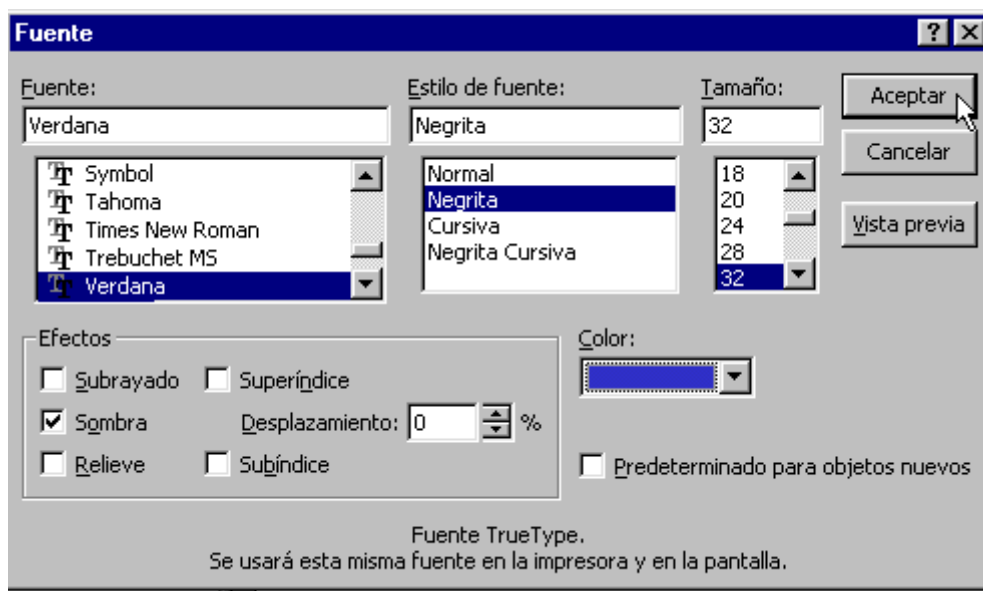 Fuente
Fuente: Estilo de fuente: Tamaño: Aceptar
Verdana Negrita 32
Cancelar
Symbol Normal 18
Tahoma Negrita 20
Times New Roman Cursiva 24 Vista previa
Trebuchet MS Negrita Cursiva 28
Verdana 32
Efectos Color:
Subrayado Superíndice
Sombra Desplazamiento: 0 %
Relieve Subíndice Predeterminado para objetos nuevos
Fuente TrueType.
Se usará esta misma fuente en la impresora y en la pantalla.